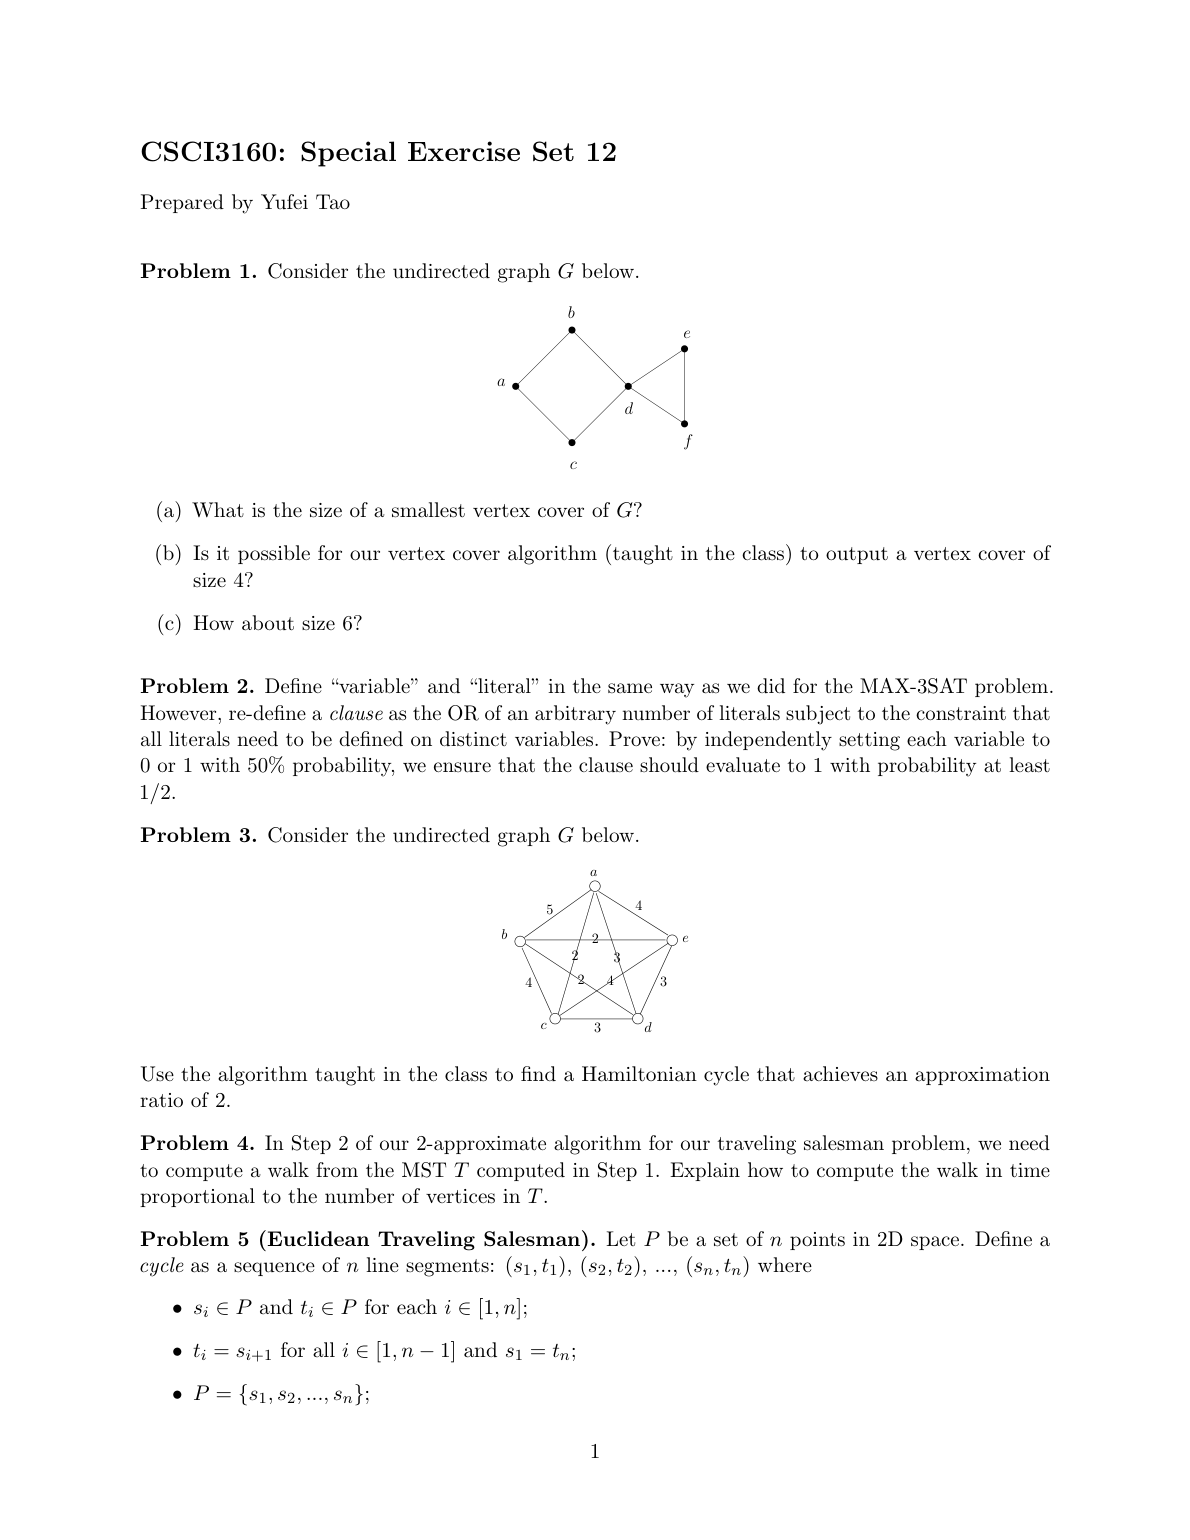 CSCI3160: Special Exercise Set 12
Prepared by Yufei Tao
Problem 1. Consider the undirected graph G below.
b
e
a
d
f
c
(a) What is the size of a smallest vertex cover of G?
(b) Is it possible for our vertex cover algorithm (taught in the class) to output a vertex cover of
size 4?
(c) How about size 6?
Problem 2. Define “variable” and “literal” in the same way as we did for the MAX-3SAT problem.
However, re-define a clause as the OR of an arbitrary number of literals subject to the constraint that
all literals need to be defined on distinct variables. Prove: by independently setting each variable to
0 or 1 with 50% probability, we ensure that the clause should evaluate to 1 with probability at least
1/2.
Problem 3. Consider the undirected graph G below.
a
5 4
b 2 e
2 3
4 2 4 3
c 3 d
Use the algorithm taught in the class to find a Hamiltonian cycle that achieves an approximation
ratio of 2.
Problem 4. In Step 2 of our 2-approximate algorithm for our traveling salesman problem, we need
to compute a walk from the MST T computed in Step 1. Explain how to compute the walk in time
proportional to the number of vertices in T.
Problem 5 (Euclidean Traveling Salesman). Let P be a set of n points in 2D space. Define a
cycle as a sequence of n line segments: (s₁, t₁), (s₂, t₂), ..., (sₙ, tₙ) where
• sᵢ ∈ P and tᵢ ∈ P for each i ∈ [1, n];
• tᵢ = sᵢ₊₁ for all i ∈ [1, n − 1] and s₁ = tₙ;
• P = {s₁, s₂, ..., sₙ};
1